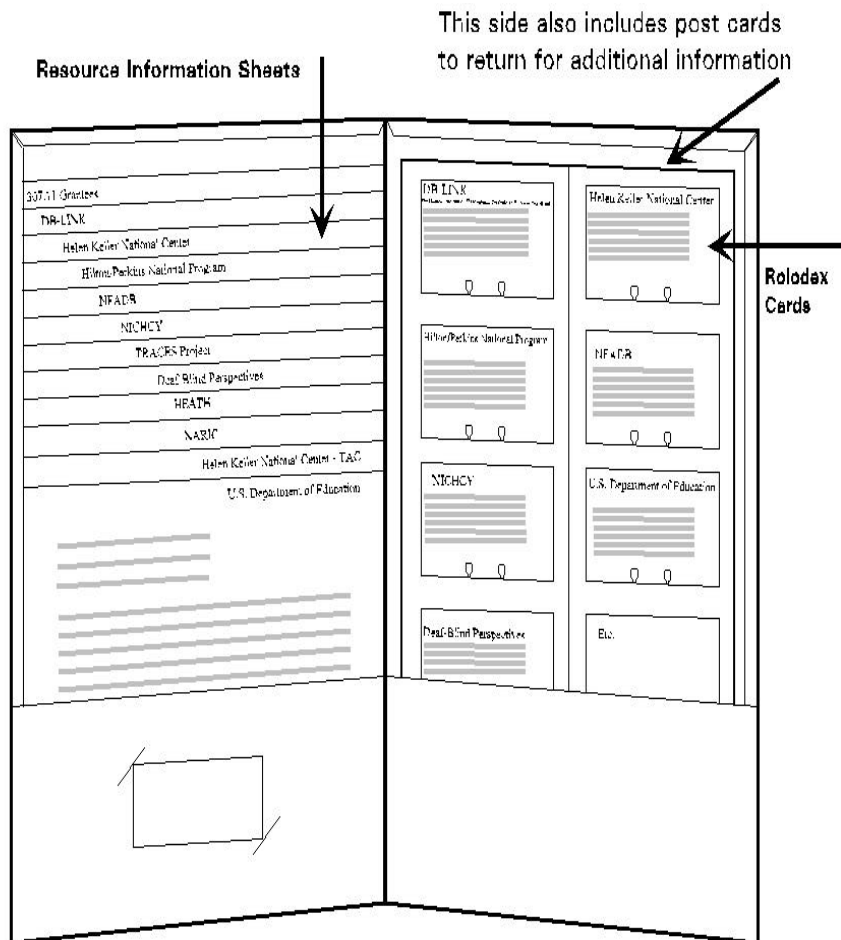 This side also includes post cards
to return for additional information
Resource Information Sheets
307.11 Grantees
DB-LINK
Helen Keller National Center
Hilton-Perkins National Program
NFADB
NICHCY
TRACES Project
Deaf-Blind Perspectives
HEATH
NARIC
Helen Keller National Center - TAC
U.S. Department of Education
DB-LINK
Helen Keller National Center
Rolodex
Cards
Hilton/Perkins National Program
NFADB
NICHCY
U.S. Department of Education
Deaf-Blind Perspectives
Etc.